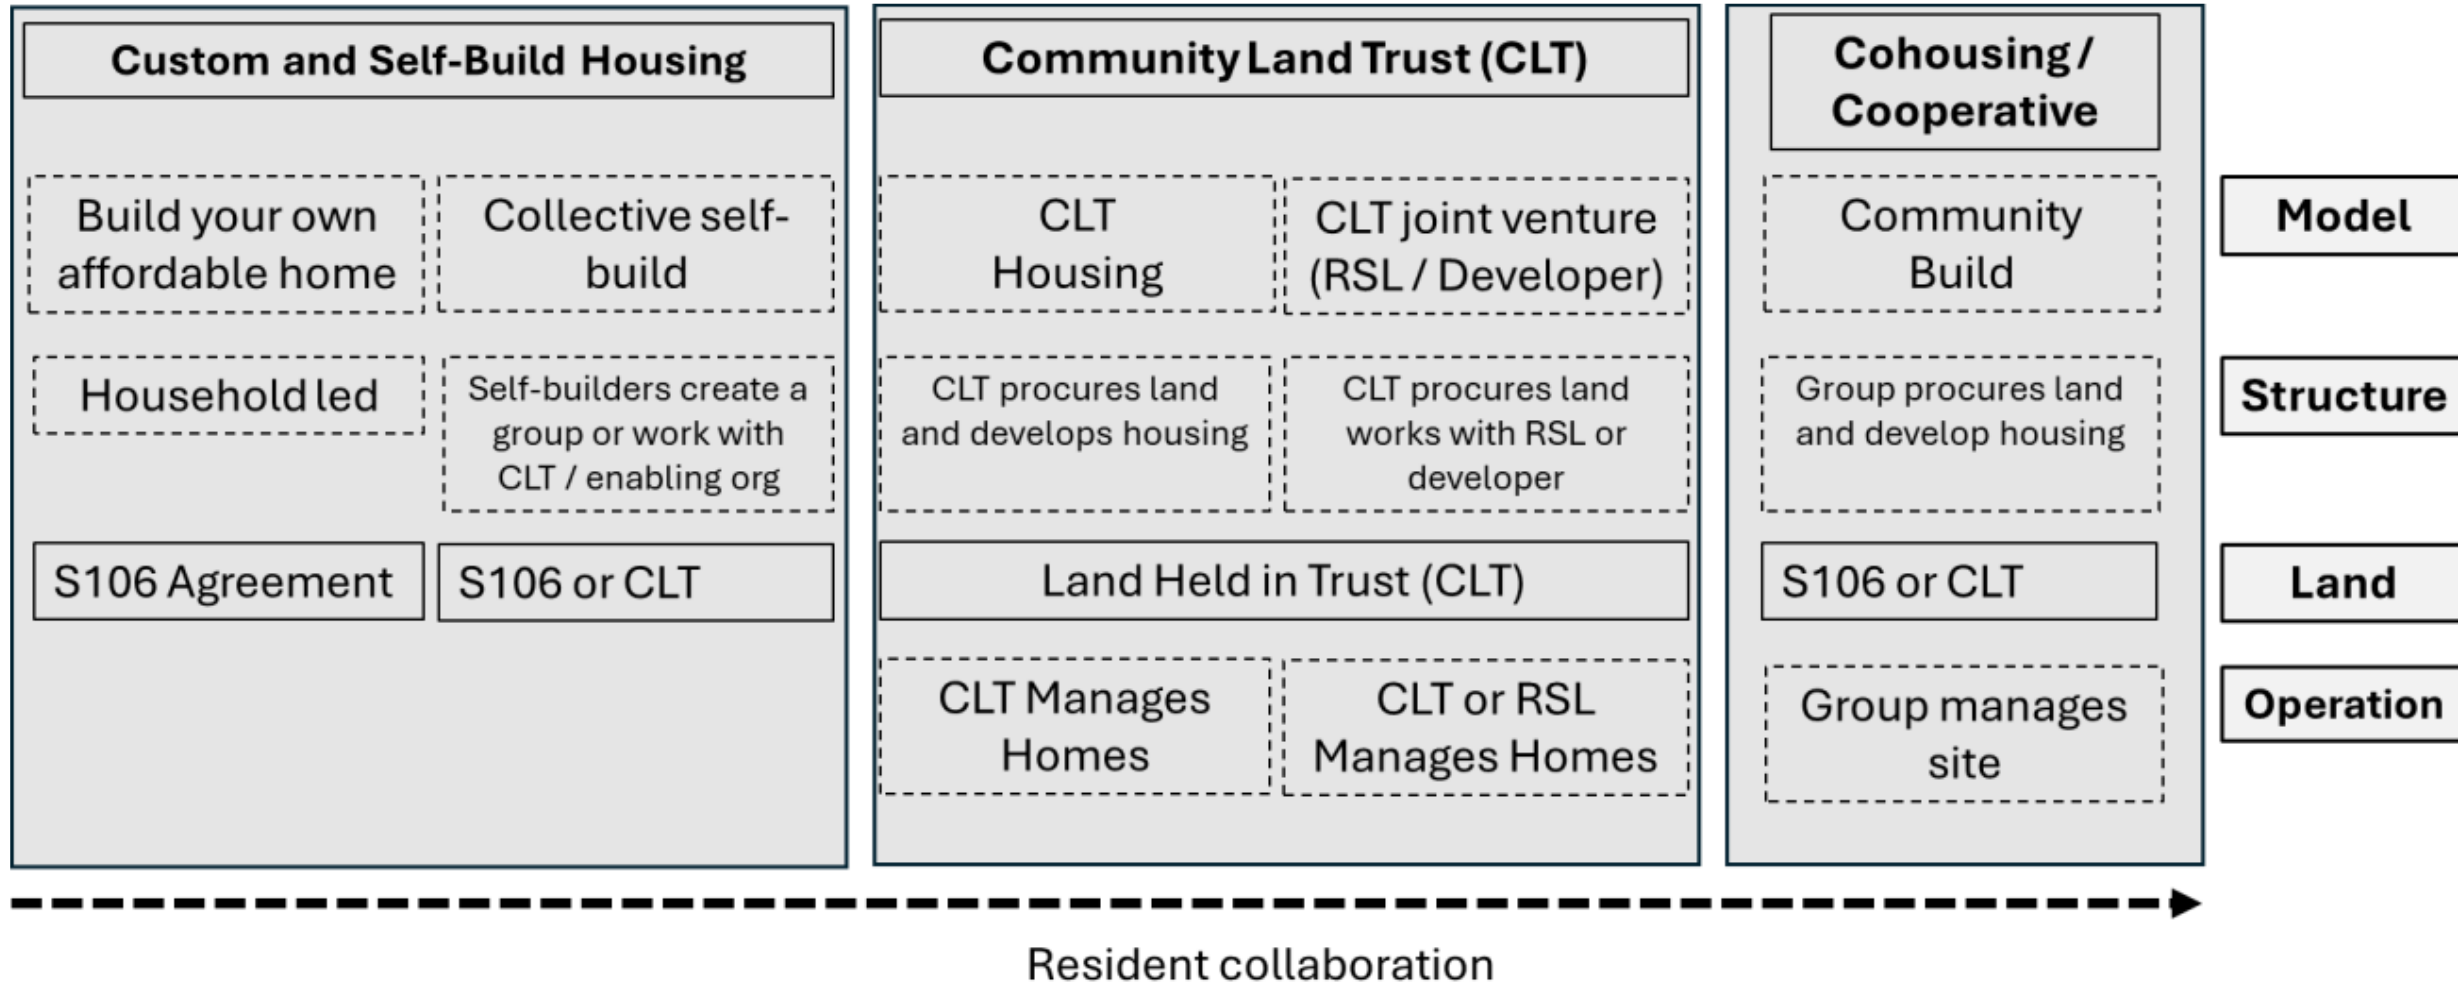 Custom and Self-Build Housing
Community Land Trust (CLT)
Cohousing /
Cooperative
Build your own
affordable home
Collective self-
build
CLT
Housing
CLT joint venture
(RSL / Developer)
Community
Build
Model
Household led
Self-builders create a
group or work with
CLT / enabling org
CLT procures land
and develops housing
CLT procures land
works with RSL or
developer
Group procures land
and develop housing
Structure
S106 Agreement
S106 or CLT
Land Held in Trust (CLT)
S106 or CLT
Land
CLT Manages
Homes
CLT or RSL
Manages Homes
Group manages
site
Operation
Resident collaboration